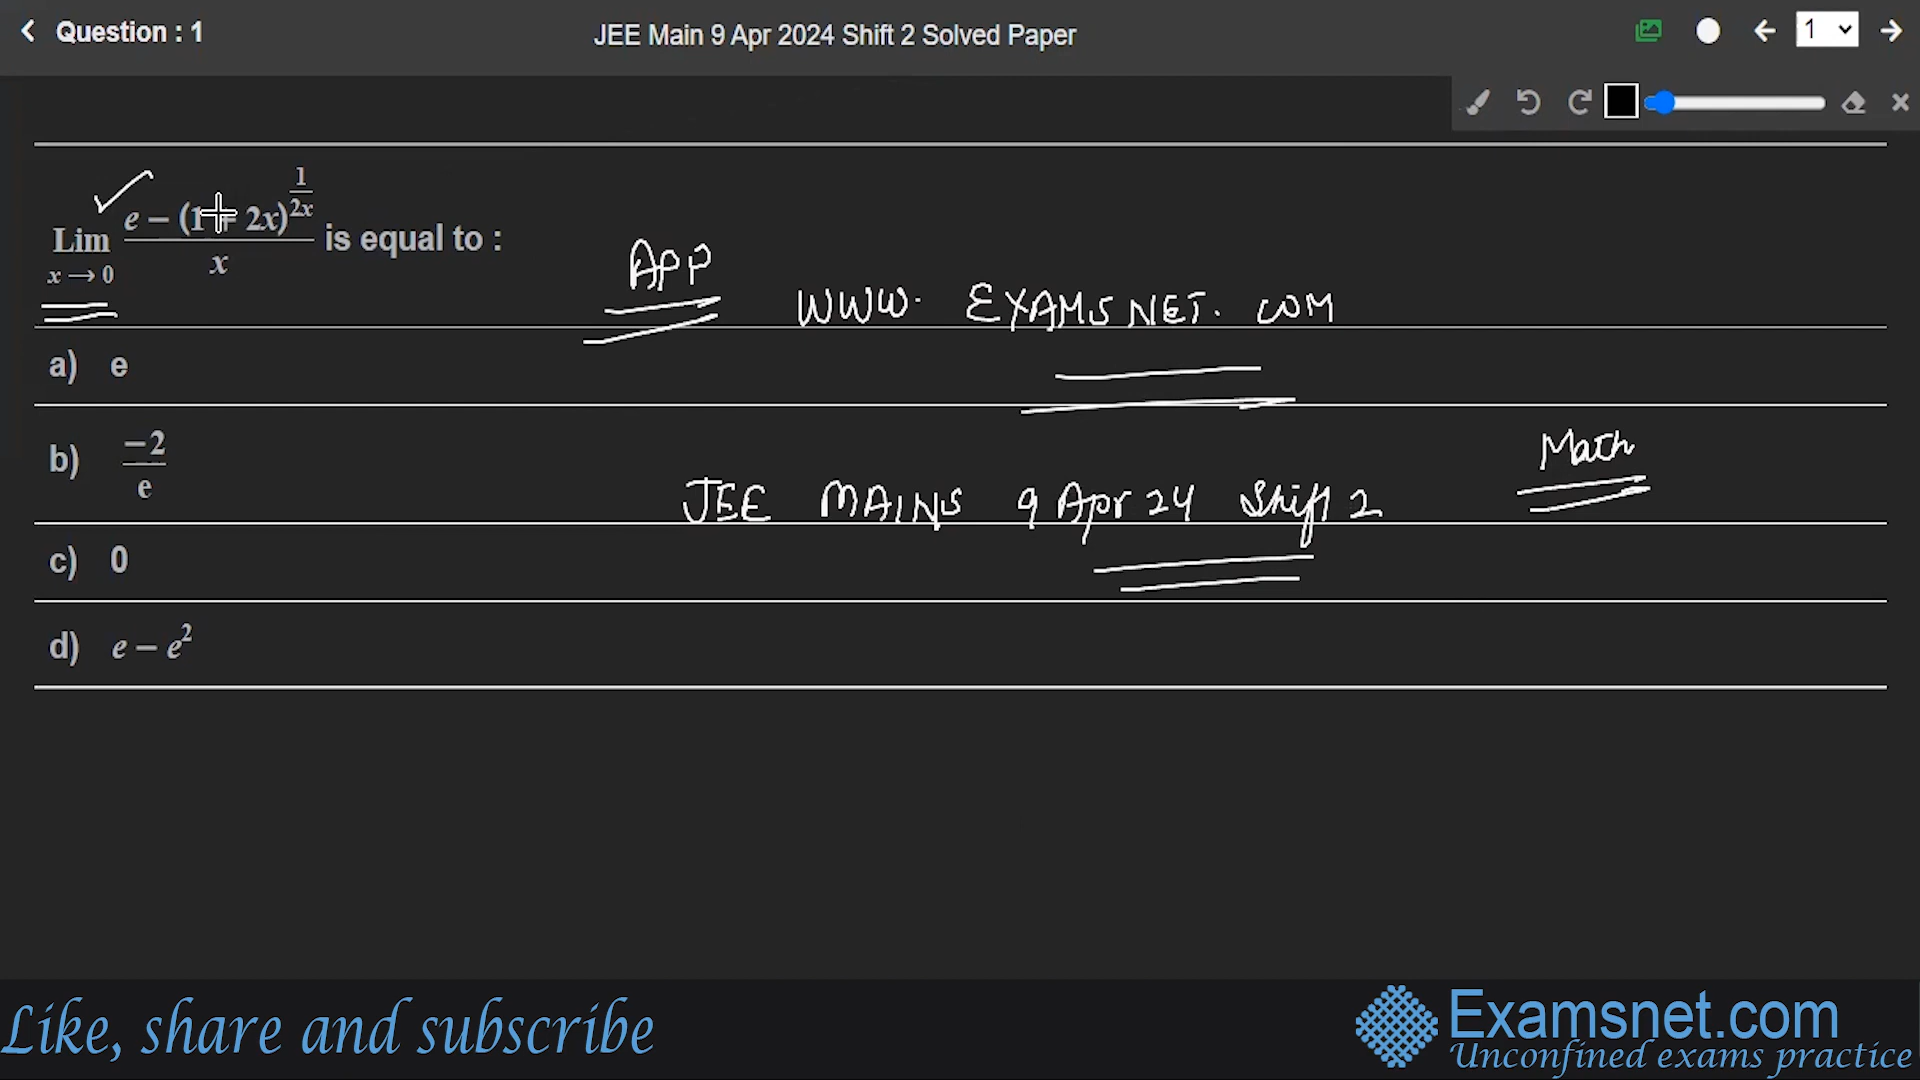 Question : 1
JEE Main 9 Apr 2024 Shift 2 Solved Paper
1
Lim x → 0 e − (1 + 2x)^(1/2x) / x is equal to :
APP
WWW. EXAMSNET. COM
a) e
b) −2/e
Math
JEE MAINS 9 Apr 24 Shift 2
c) 0
d) e − e²
Like, share and subscribe
Examsnet.com
Unconfined exams practice